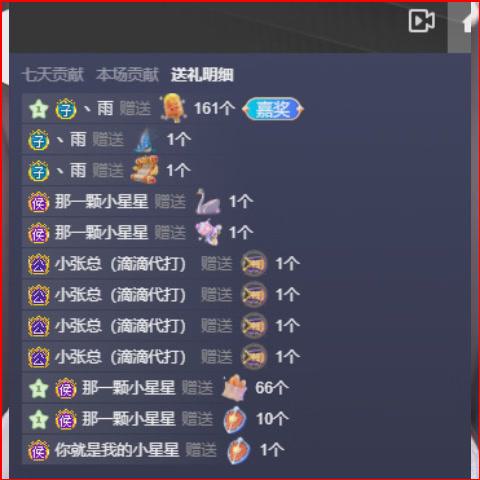 七天贡献 本场贡献 送礼明细
1 子 丶雨 赠送 161个 嘉奖
子 丶雨 赠送 1个
子 丶雨 赠送 1个
侯 那一颗小星星 赠送 1个
侯 那一颗小星星 赠送 1个
公 小张总（滴滴代打） 赠送 1个
公 小张总（滴滴代打） 赠送 1个
公 小张总（滴滴代打） 赠送 1个
公 小张总（滴滴代打） 赠送 1个
1 侯 那一颗小星星 赠送 66个
1 侯 那一颗小星星 赠送 10个
侯 你就是我的小星星 赠送 1个